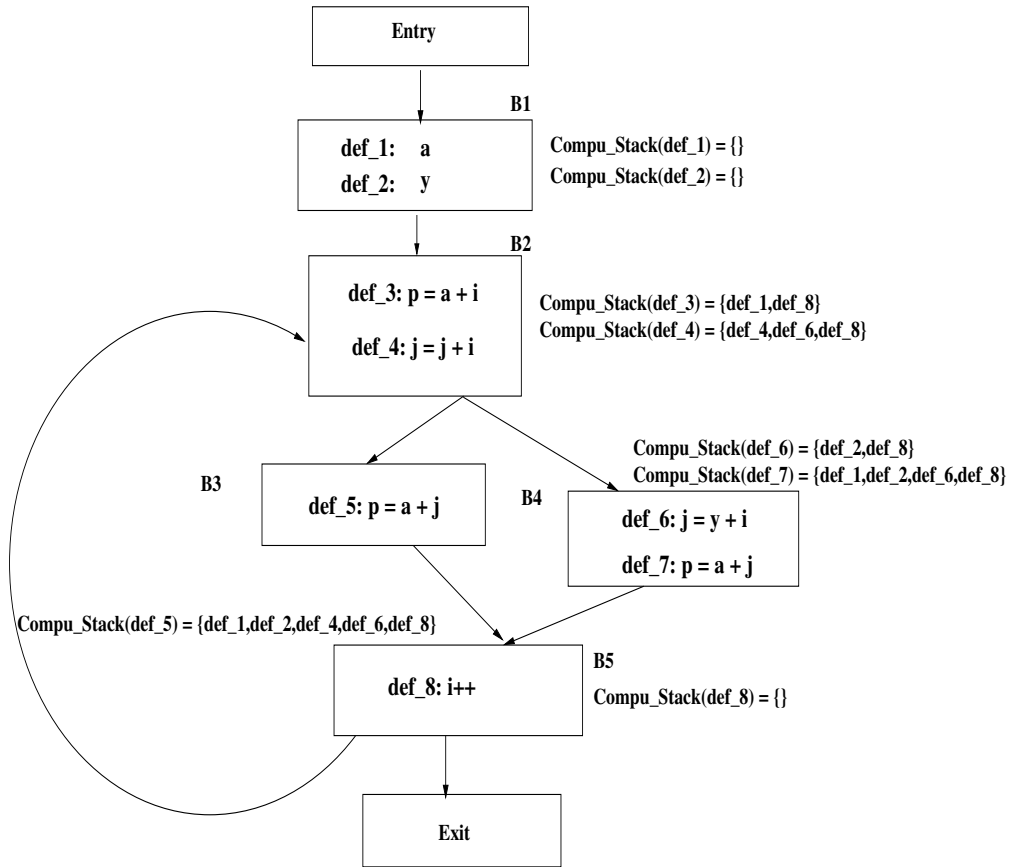 Entry
B1
def_1: a
Compu_Stack(def_1) = {}
def_2: y
Compu_Stack(def_2) = {}
B2
def_3: p = a + i
Compu_Stack(def_3) = {def_1,def_8}
def_4: j = j + i
Compu_Stack(def_4) = {def_4,def_6,def_8}
Compu_Stack(def_6) = {def_2,def_8}
Compu_Stack(def_7) = {def_1,def_2,def_6,def_8}
B3
def_5: p = a + j
B4
def_6: j = y + i
def_7: p = a + j
Compu_Stack(def_5) = {def_1,def_2,def_4,def_6,def_8}
B5
def_8: i++
Compu_Stack(def_8) = {}
Exit